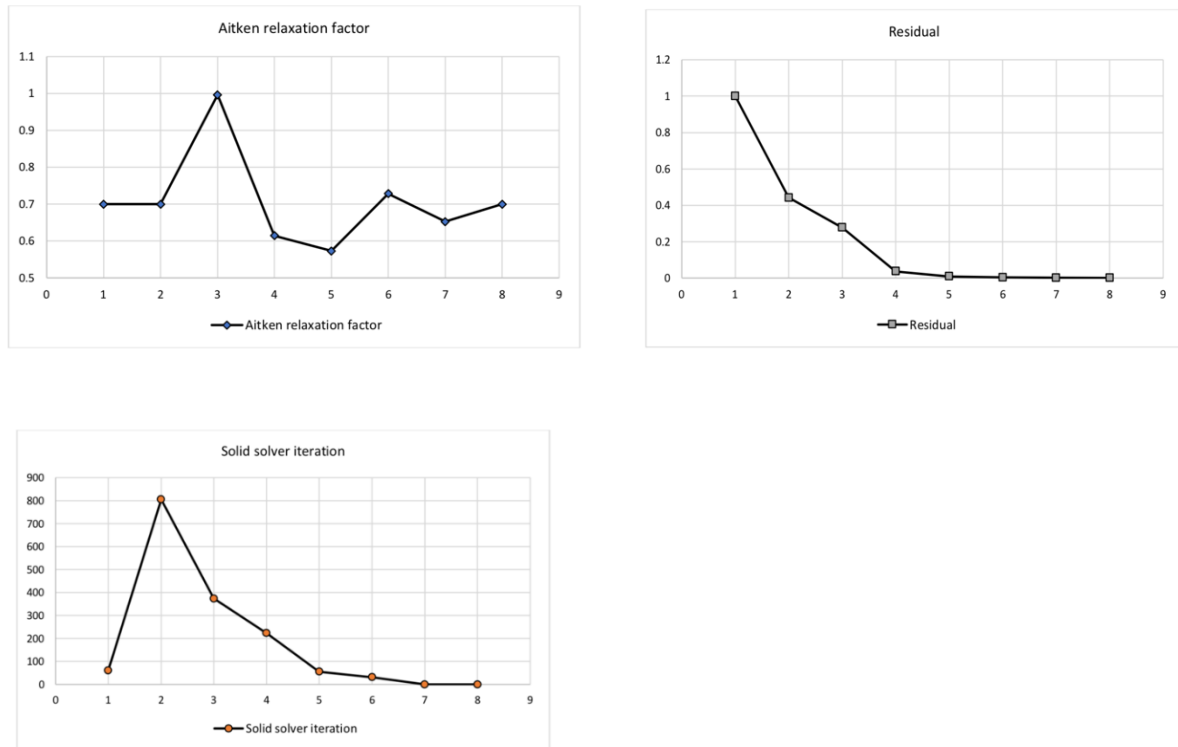 Aitken relaxation factor
1.1
1
0.9
0.8
0.7
0.6
0.5
0 1 2 3 4 5 6 7 8 9
Aitken relaxation factor
Residual
1.2
1
0.8
0.6
0.4
0.2
0
0 1 2 3 4 5 6 7 8 9
Residual
Solid solver iteration
900
800
700
600
500
400
300
200
100
0
0 1 2 3 4 5 6 7 8 9
Solid solver iteration